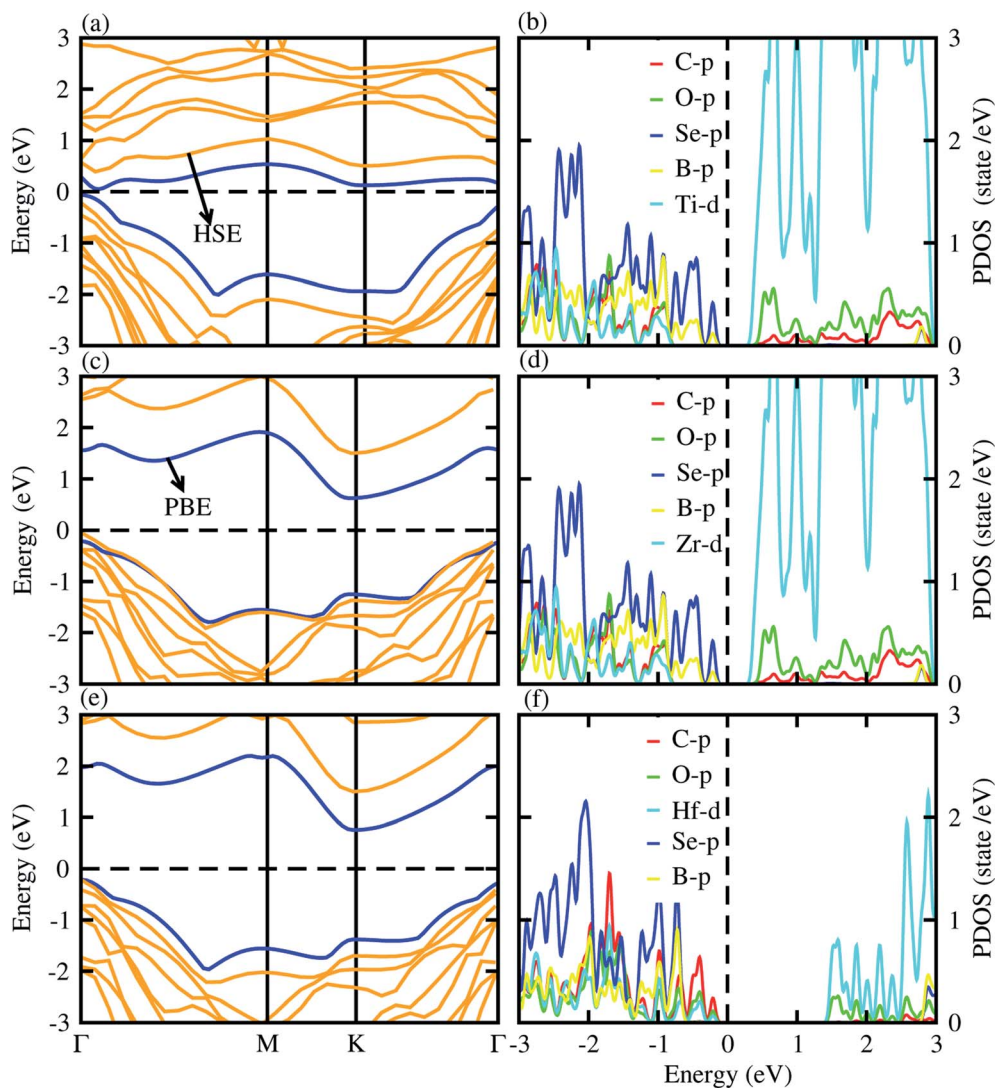 (a)
3
2
1
0
-1
-2
-3
Energy (eV)
HSE
(b)
C-p
O-p
Se-p
B-p
Ti-d
3
2
1
0
PDOS (state /eV)
(c)
3
2
1
0
-1
-2
-3
Energy (eV)
PBE
(d)
C-p
O-p
Se-p
B-p
Zr-d
3
2
1
0
PDOS (state /eV)
(e)
3
2
1
0
-1
-2
-3
Energy (eV)
Γ M K Γ
(f)
C-p
O-p
Hf-d
Se-p
B-p
3
2
1
0
PDOS (state /eV)
-3 -2 -1 0 1 2 3
Energy (eV)